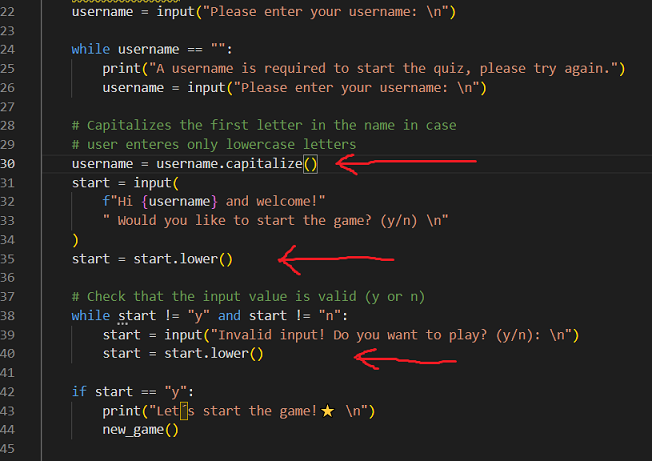 22 username = input("Please enter your username: \n")
23
24 while username == "":
25 print("A username is required to start the quiz, please try again.")
26 username = input("Please enter your username: \n")
27
28 # Capitalizes the first letter in the name in case
29 # user enteres only lowercase letters
30 username = username.capitalize()
31 start = input(
32 f"Hi {username} and welcome!"
33 " Would you like to start the game? (y/n) \n"
34 )
35 start = start.lower()
36
37 # Check that the input value is valid (y or n)
38 while start != "y" and start != "n":
39 start = input("Invalid input! Do you want to play? (y/n): \n")
40 start = start.lower()
41
42 if start == "y":
43 print("Let´s start the game!⭐ \n")
44 new_game()
45